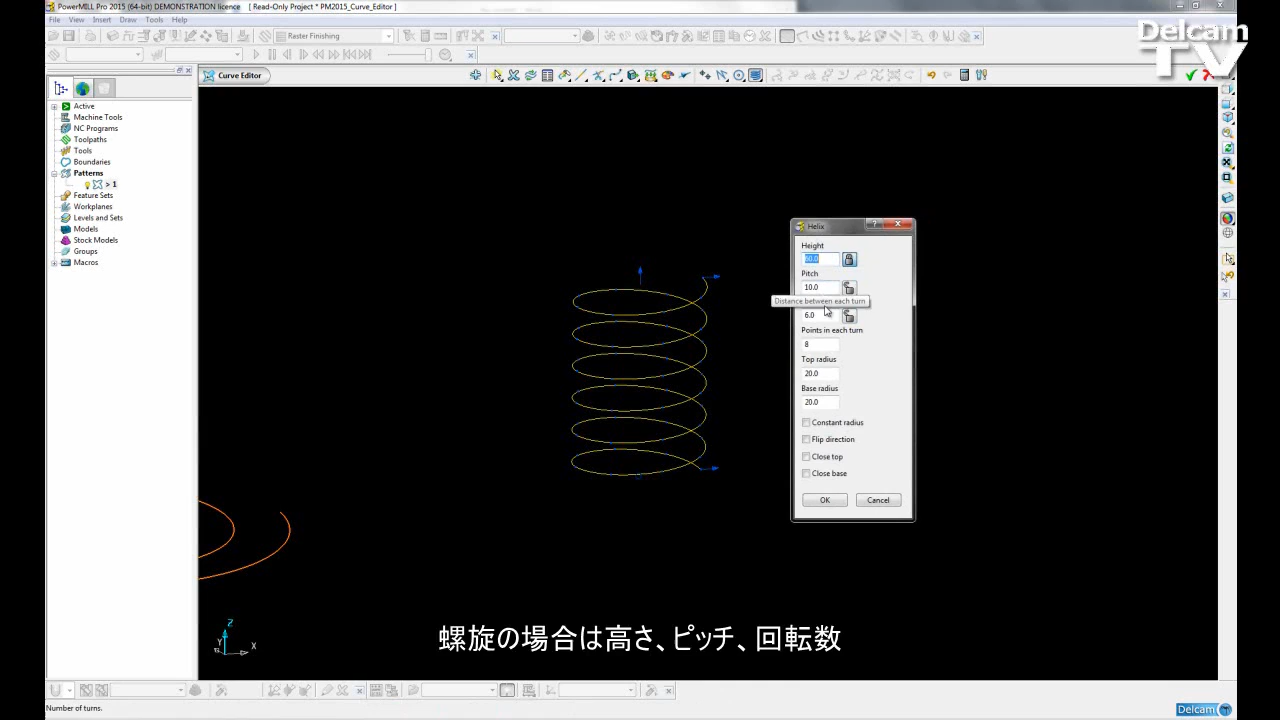 PowerMILL Pro 2015 (64-bit) DEMONSTRATION licence [ Read-Only Project * PM2015_Curve_Editor ]
File View Insert Draw Tools Help
Raster Finishing
Delcam
TV
Curve Editor
Active
Machine Tools
NC Programs
Toolpaths
Tools
Boundaries
Patterns
> 1
Feature Sets
Workplanes
Levels and Sets
Models
Stock Models
Groups
Macros
Helix
Height
60.0
Pitch
10.0
Distance between each turn
6.0
Points in each turn
8
Top radius
20.0
Base radius
20.0
Constant radius
Flip direction
Close top
Close base
OK Cancel
Z
Y
X
螺旋の場合は高さ、ピッチ、回転数
Number of turns.
Delcam